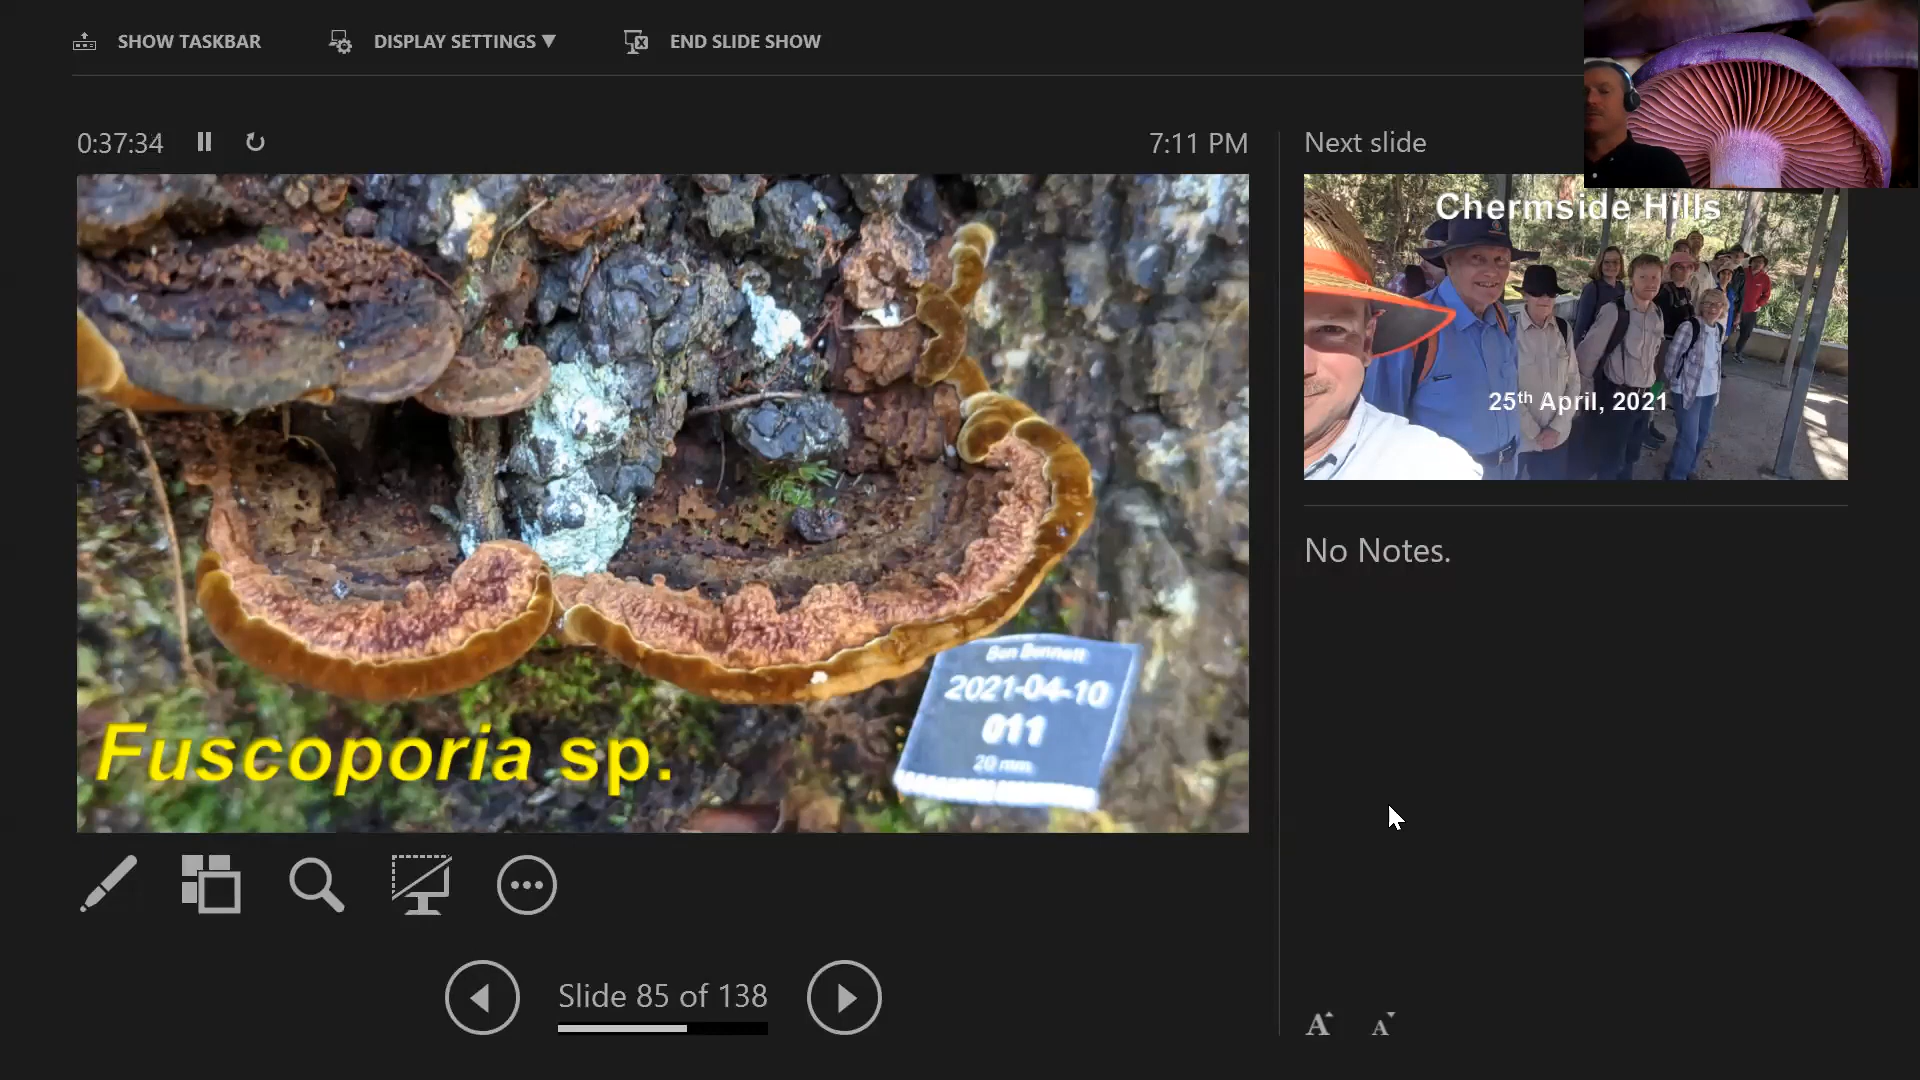 SHOW TASKBAR
DISPLAY SETTINGS ▼
END SLIDE SHOW
0:37:34
7:11 PM
Next slide
Ben Bennett
2021-04-10
011
20 mm
Fuscoporia sp.
Chermside Hills
25th April, 2021
No Notes.
Slide 85 of 138
A
A